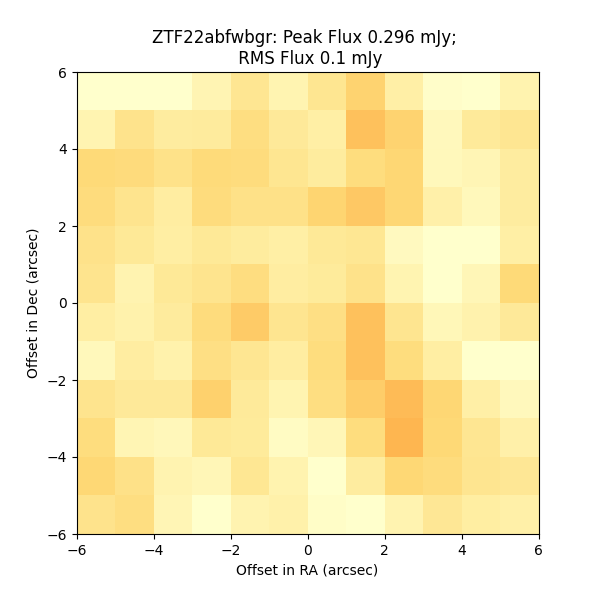 ZTF22abfwbgr: Peak Flux 0.296 mJy;
RMS Flux 0.1 mJy
6
4
2
0
−2
−4
−6
Offset in Dec (arcsec)
−6 −4 −2 0 2 4 6
Offset in RA (arcsec)